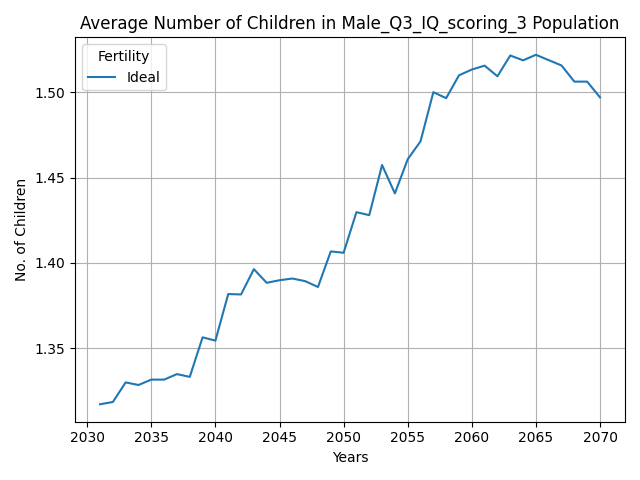 Average Number of Children in Male_Q3_IQ_scoring_3 Population
Fertility
Ideal
No. of Children
1.50
1.45
1.40
1.35
2030 2035 2040 2045 2050 2055 2060 2065 2070
Years